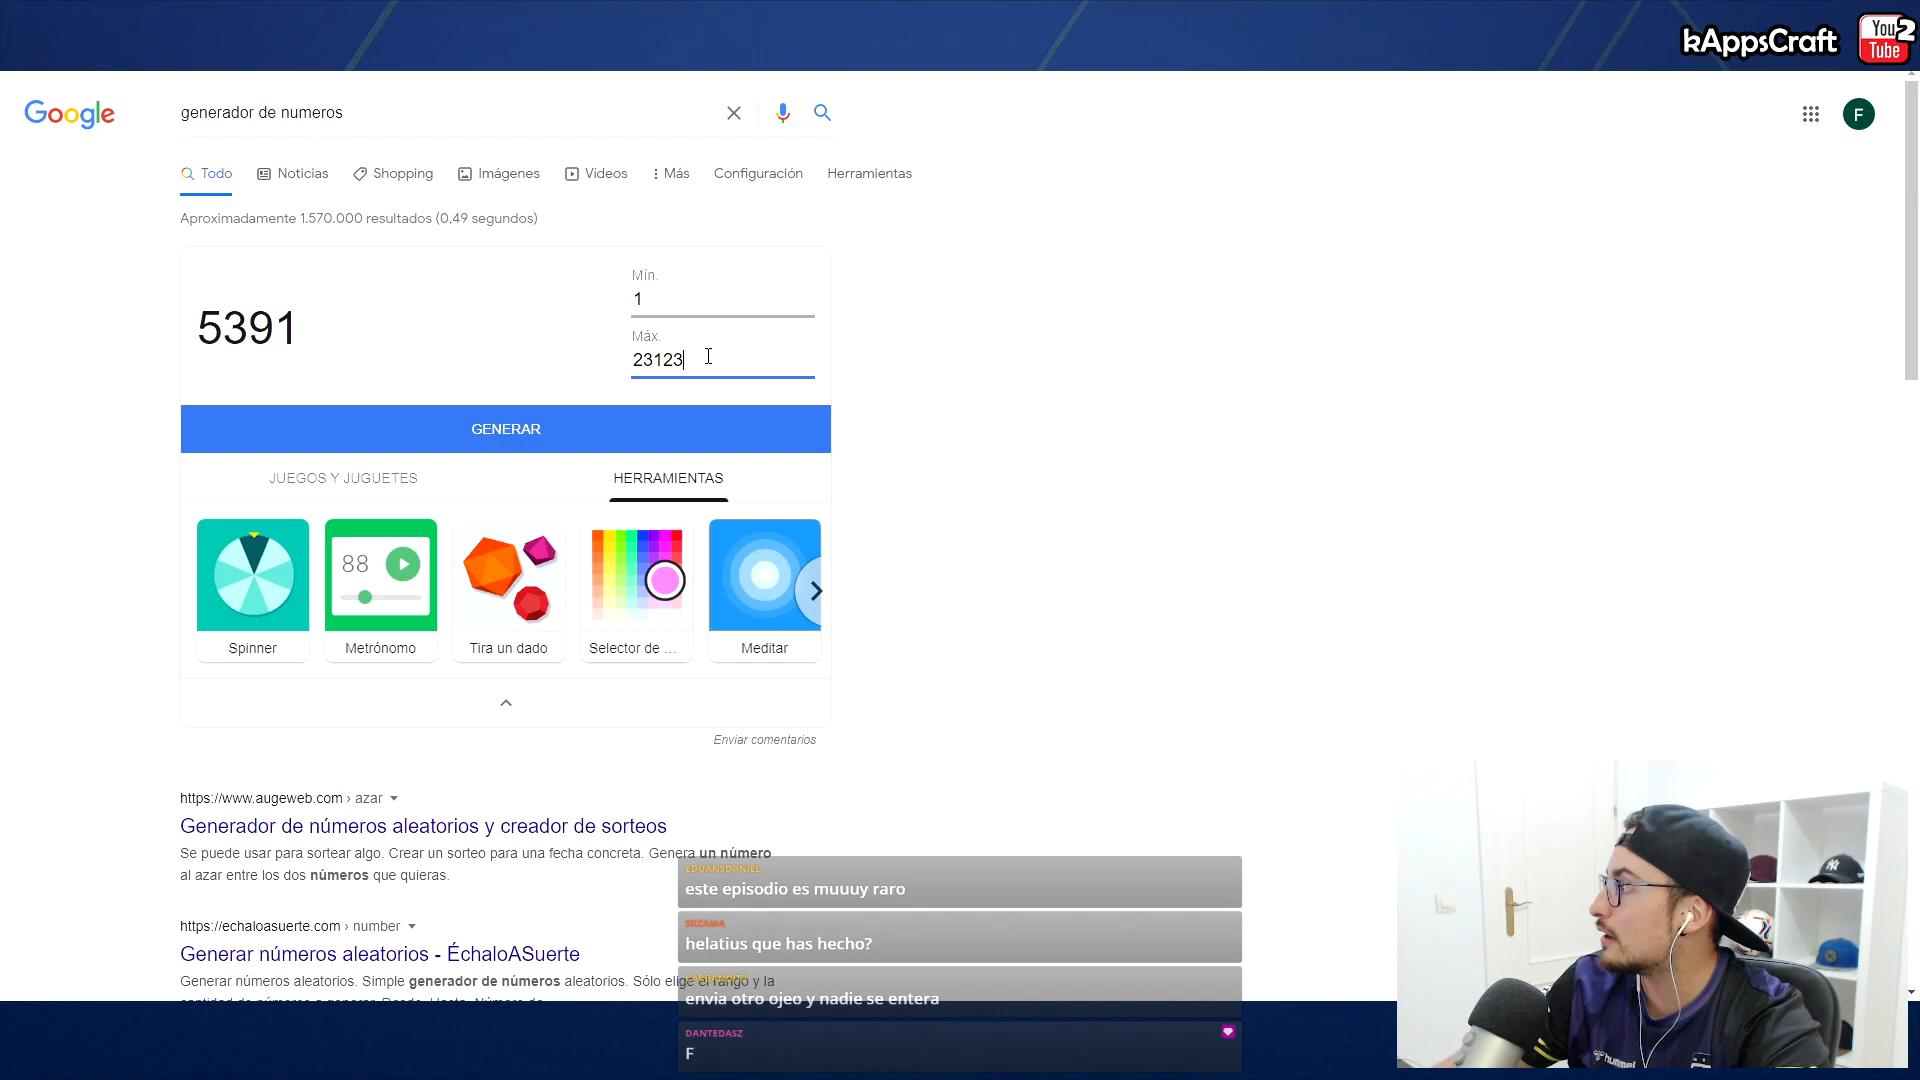 kAppsCraft
You2
Tube
Google
generador de numeros
F
Todo
Noticias
Shopping
Imágenes
Vídeos
Más
Configuración
Herramientas
Aproximadamente 1.570.000 resultados (0,49 segundos)
5391
Mín.
1
Máx.
23123
GENERAR
JUEGOS Y JUGUETES
HERRAMIENTAS
88
Spinner
Metrónomo
Tira un dado
Selector de ...
Meditar
Enviar comentarios
https://www.augeweb.com › azar
Generador de números aleatorios y creador de sorteos
Se puede usar para sortear algo. Crear un sorteo para una fecha concreta. Genera un número
al azar entre los dos números que quieras.
https://echaloasuerte.com › number
Generar números aleatorios - ÉchaloASuerte
Generar números aleatorios. Simple generador de números aleatorios. Sólo elige el rango y la
EDUANSDANIEL
este episodio es muuuy raro
helatius que has hecho?
envia otro ojeo y nadie se entera
DANTEDASZ
F
hummel